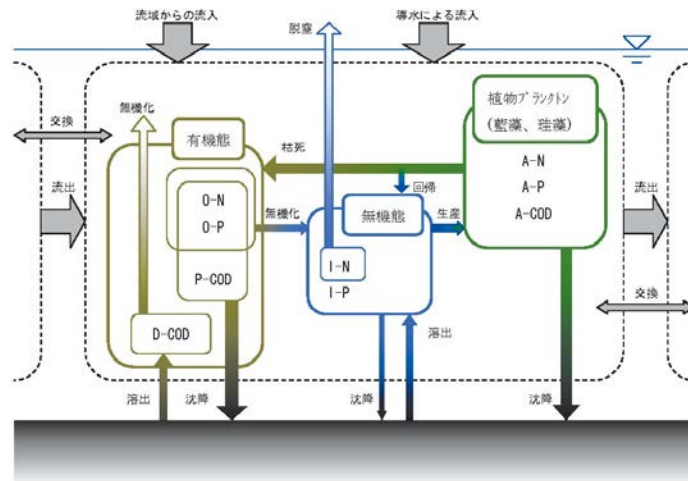 流域からの流入
導水による流入
脱窒
無機化
交換
流出
有機態
枯死
O-N
O-P
P-COD
D-COD
無機化
回帰
無機態
I-N
I-P
生産
植物プランクトン
(藍藻、珪藻)
A-N
A-P
A-COD
流出
交換
溶出
沈降
沈降
溶出
沈降